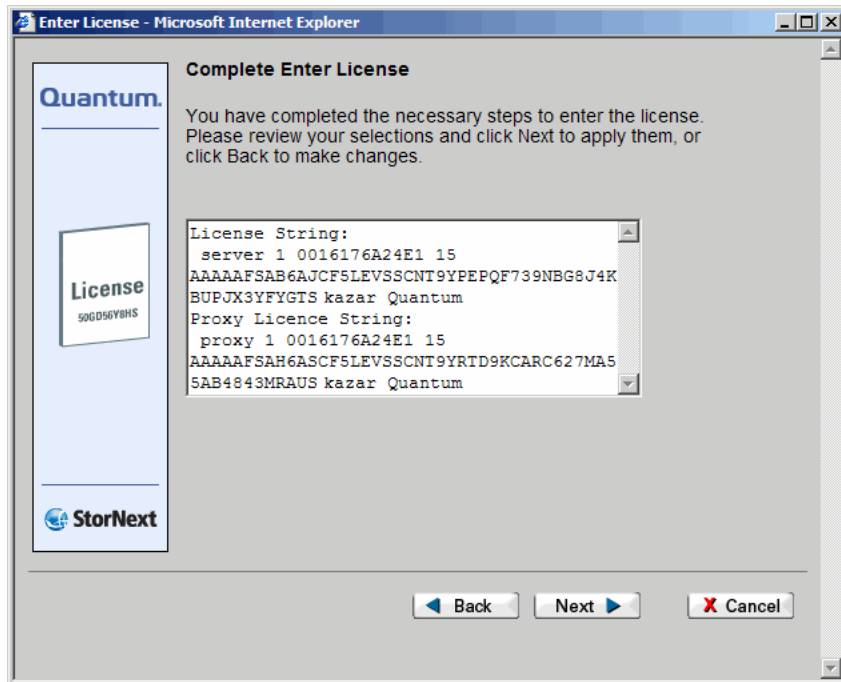 Enter License - Microsoft Internet Explorer
Quantum.
Complete Enter License
You have completed the necessary steps to enter the license.
Please review your selections and click Next to apply them, or
click Back to make changes.
License
50GD56Y8HS
License String:
server 1 0016176A24E1 15
AAAAAFSAB6AJCF5LEVSSCNT9YPEPQF739NBG8J4K
BUPJX3YFYGTS kazar Quantum
Proxy Licence String:
proxy 1 0016176A24E1 15
AAAAAFSAH6ASCF5LEVSSCNT9YRTD9KCARC627MA5
5AB4843MRAUS kazar Quantum
StorNext
Back
Next
X Cancel